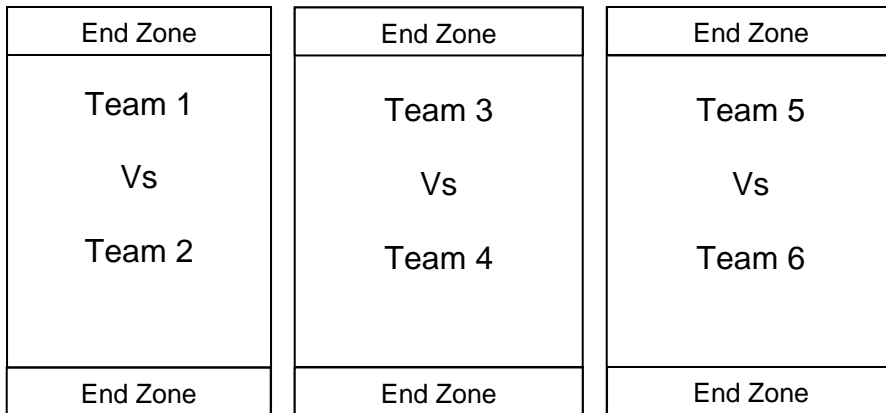 End Zone
Team 1
Vs
Team 2
End Zone
End Zone
Team 3
Vs
Team 4
End Zone
End Zone
Team 5
Vs
Team 6
End Zone